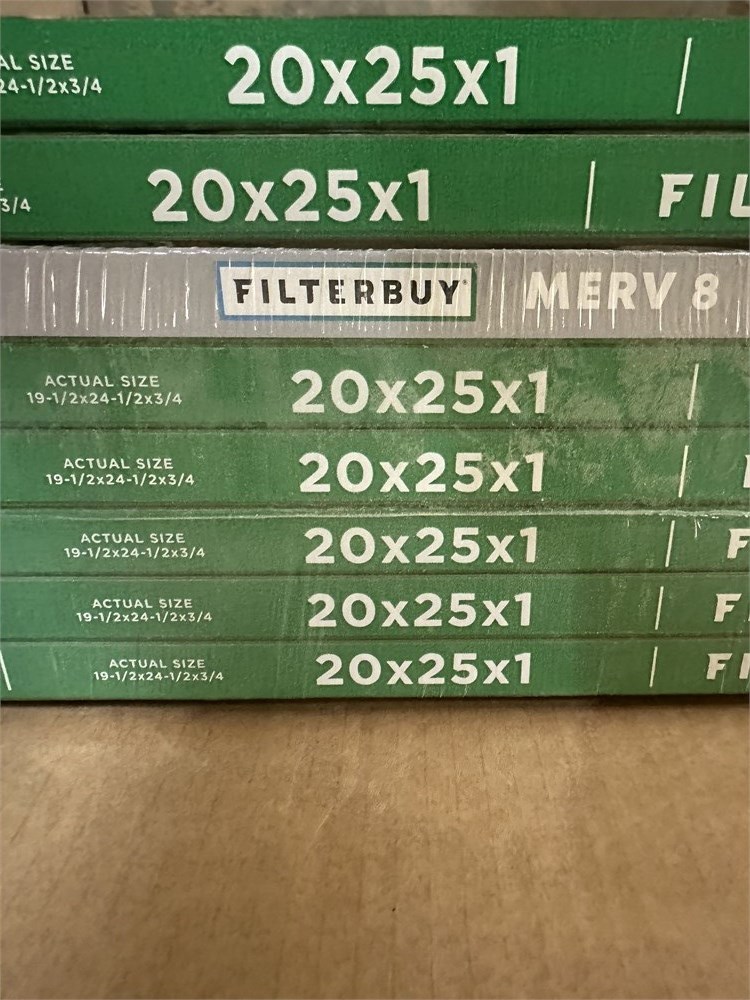 AL SIZE
24-1/2x3/4
20x25x1
3/4
20x25x1
FIL
FILTERBUY
MERV 8
ACTUAL SIZE
19-1/2x24-1/2x3/4
20x25x1
ACTUAL SIZE
19-1/2x24-1/2x3/4
20x25x1
ACTUAL SIZE
19-1/2x24-1/2x3/4
20x25x1
F
ACTUAL SIZE
19-1/2x24-1/2x3/4
20x25x1
F
ACTUAL SIZE
19-1/2x24-1/2x3/4
20x25x1
FI